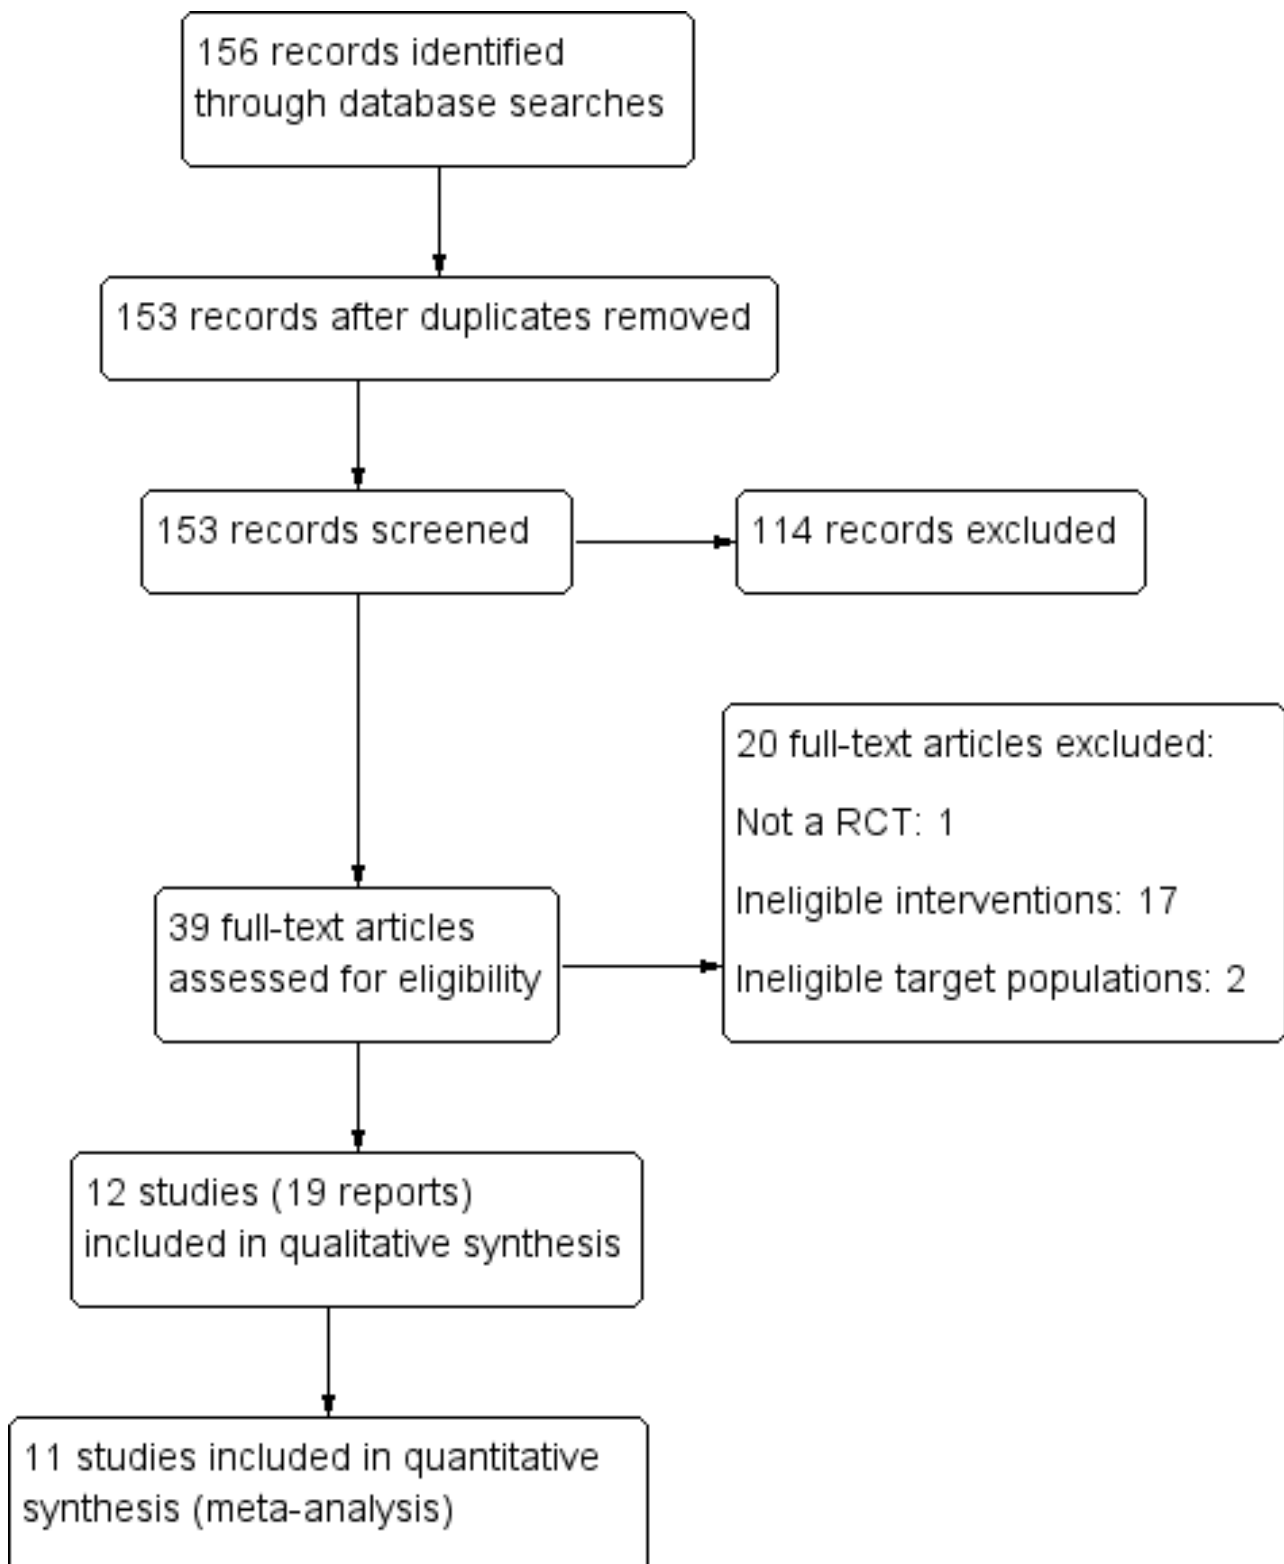 156 records identified
through database searches
153 records after duplicates removed
153 records screened
114 records excluded
20 full-text articles excluded:
Not a RCT: 1
Ineligible interventions: 17
Ineligible target populations: 2
39 full-text articles
assessed for eligibility
12 studies (19 reports)
included in qualitative synthesis
11 studies included in quantitative
synthesis (meta-analysis)